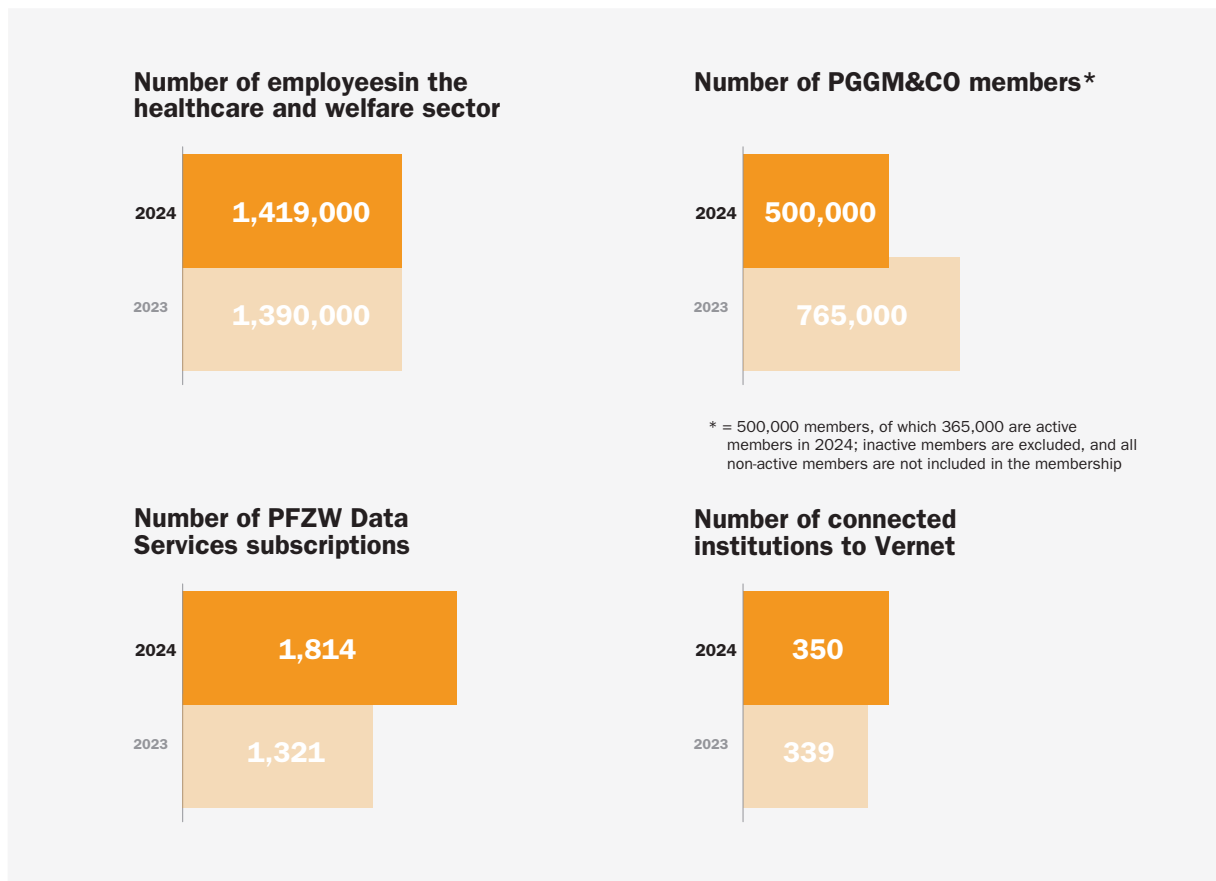 Number of employeesin the
healthcare and welfare sector
2024
1,419,000
2023
1,390,000
Number of PGGM&CO members*
2024
500,000
2023
765,000
* = 500,000 members, of which 365,000 are active
members in 2024; inactive members are excluded, and all
non-active members are not included in the membership
Number of PFZW Data
Services subscriptions
2024
1,814
2023
1,321
Number of connected
institutions to Vernet
2024
350
2023
339